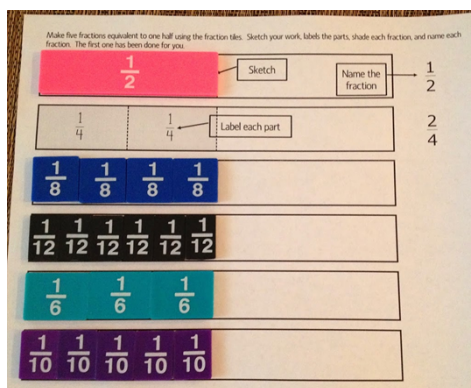 Make five fractions equivalent to one half using the fraction tiles. Sketch your work, labels the parts, shade each fraction, and name each
fraction. The first one has been done for you
1/2
Sketch
Name the
fraction
1/2
1/4 1/4
Label each part
2/4
1/8 1/8 1/8 1/8
1/12 1/12 1/12 1/12 1/12 1/12
1/6 1/6 1/6
1/10 1/10 1/10 1/10 1/10